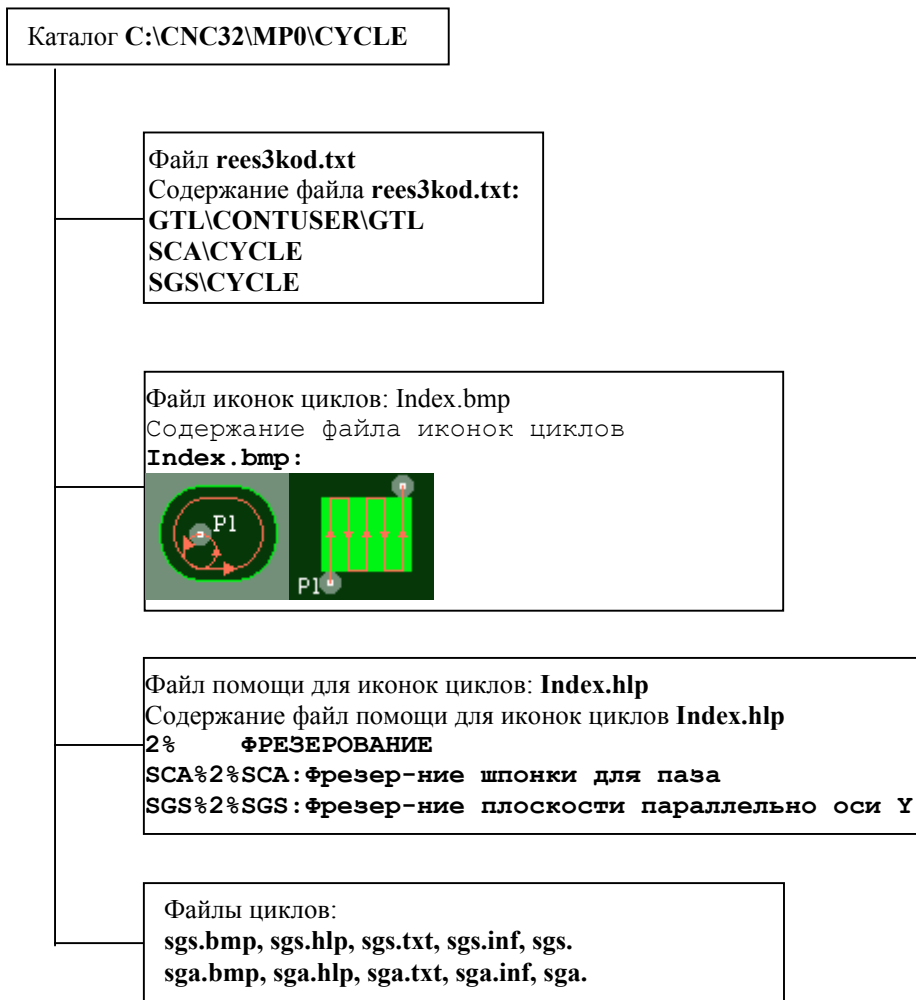 Каталог C:\CNC32\MP0\CYCLE
Файл rees3kod.txt
Содержание файла rees3kod.txt:
GTL\CONTUSER\GTL
SCA\CYCLE
SGS\CYCLE
Файл иконок циклов: Index.bmp
Содержание файла иконок циклов
Index.bmp:
P1
P1
Файл помощи для иконок циклов: Index.hlp
Содержание файл помощи для иконок циклов Index.hlp
2% ФРЕЗЕРОВАНИЕ
SCA%2%SCA:Фрезер-ние шпонки для паза
SGS%2%SGS:Фрезер-ние плоскости параллельно оси Y
Файлы циклов:
sgs.bmp, sgs.hlp, sgs.txt, sgs.inf, sgs.
sga.bmp, sga.hlp, sga.txt, sga.inf, sga.